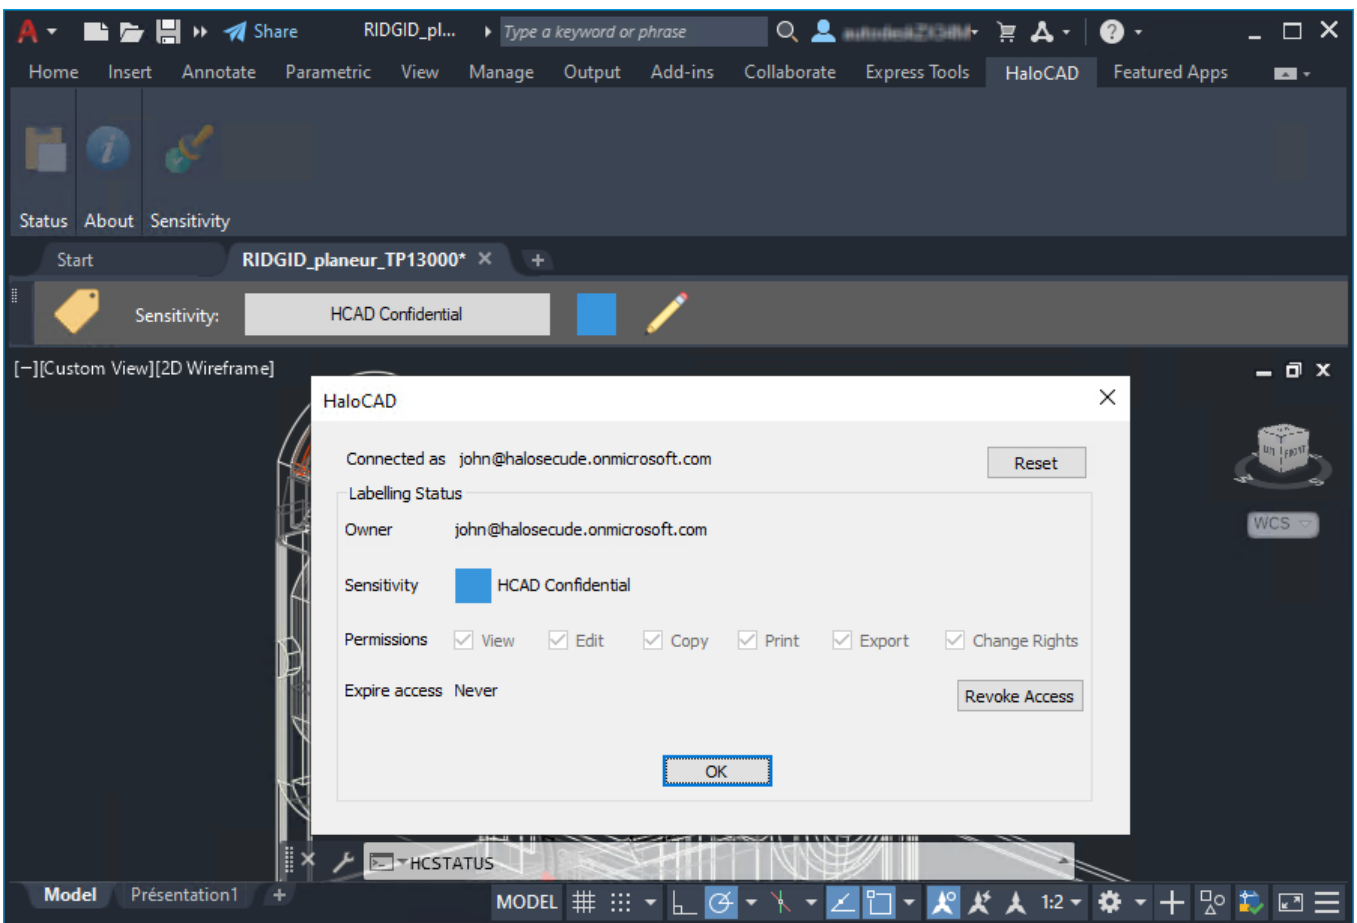 Share RIDGID_pl... Type a keyword or phrase
Home Insert Annotate Parametric View Manage Output Add-ins Collaborate Express Tools HaloCAD Featured Apps
Status About Sensitivity
Start RIDGID_planeur_TP13000*
Sensitivity: HCAD Confidential
[−][Custom View][2D Wireframe]
HaloCAD
FRONT
Connected as john@halosecude.onmicrosoft.com Reset
Labelling Status
WCS
Owner john@halosecude.onmicrosoft.com
Sensitivity HCAD Confidential
Permissions View Edit Copy Print Export Change Rights
Expire access Never Revoke Access
OK
HCSTATUS
Model Présentation1 + MODEL 1:2